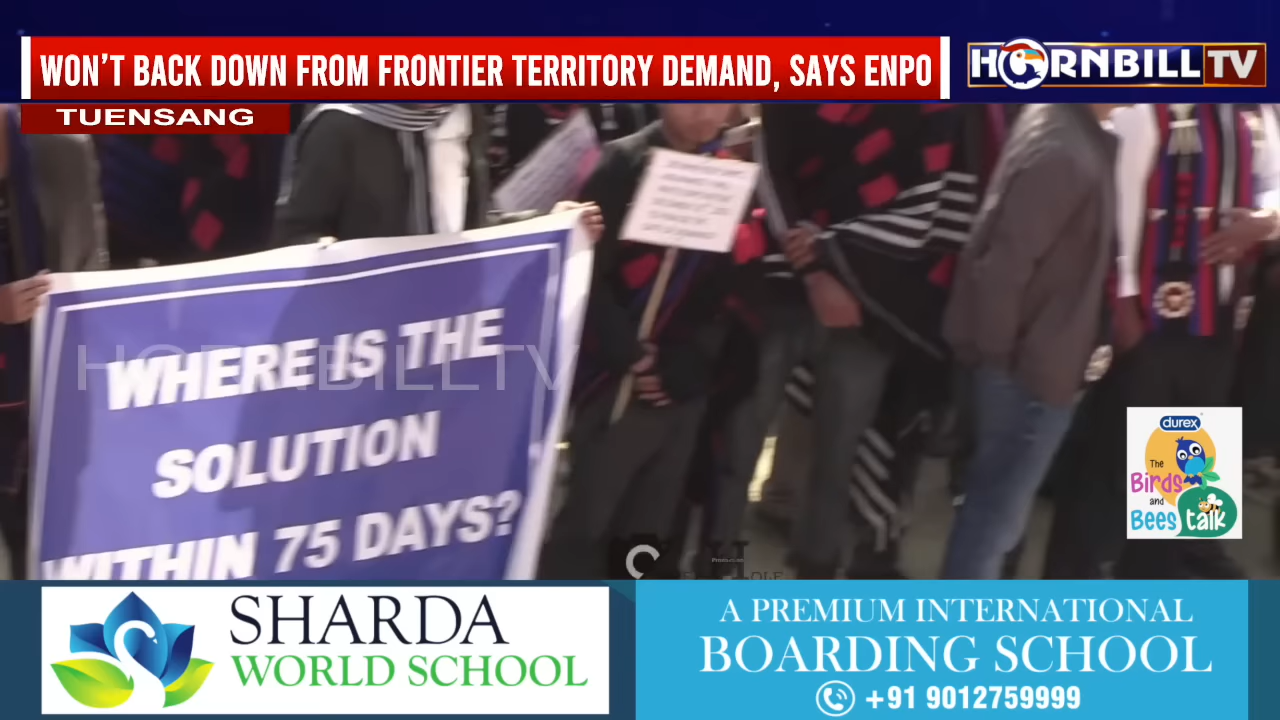 WON'T BACK DOWN FROM FRONTIER TERRITORY DEMAND, SAYS ENPO
HORNBILL TV
TUENSANG
HORNBILLTV
WHERE IS THE
SOLUTION
WITHIN 75 DAYS?
durex
The
Birds
and
Bees talk
SHARDA
WORLD SCHOOL
A PREMIUM INTERNATIONAL
BOARDING SCHOOL
+91 9012759999